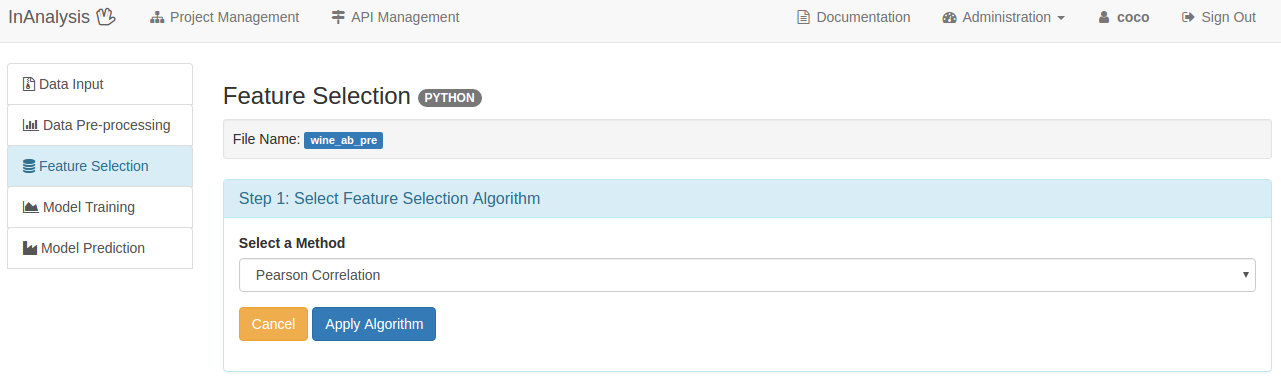 InAnalysis Project Management API Management Documentation Administration coco Sign Out
Data Input
Data Pre-processing
Feature Selection
Model Training
Model Prediction
Feature Selection PYTHON
File Name: wine_ab_pre
Step 1: Select Feature Selection Algorithm
Select a Method
Pearson Correlation
Cancel Apply Algorithm